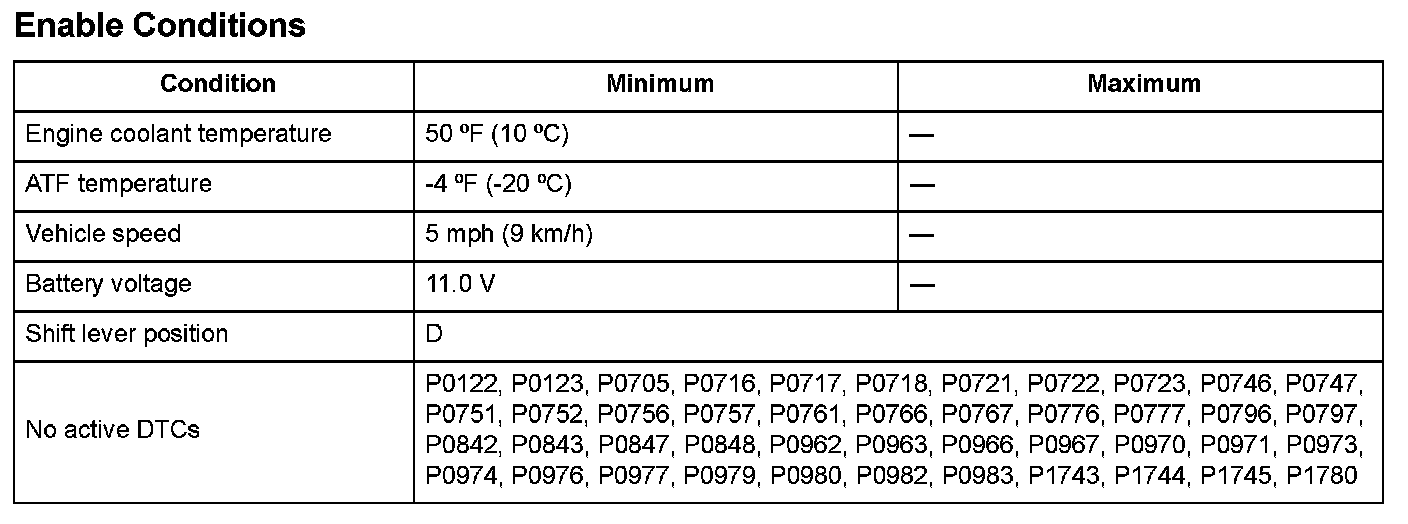 Enable Conditions
Condition Minimum Maximum
Engine coolant temperature 50 ºF (10 ºC) —
ATF temperature -4 ºF (-20 ºC) —
Vehicle speed 5 mph (9 km/h) —
Battery voltage 11.0 V —
Shift lever position D
No active DTCs
P0122, P0123, P0705, P0716, P0717, P0718, P0721, P0722, P0723, P0746, P0747,
P0751, P0752, P0756, P0757, P0761, P0766, P0767, P0776, P0777, P0796, P0797,
P0842, P0843, P0847, P0848, P0962, P0963, P0966, P0967, P0970, P0971, P0973,
P0974, P0976, P0977, P0979, P0980, P0982, P0983, P1743, P1744, P1745, P1780